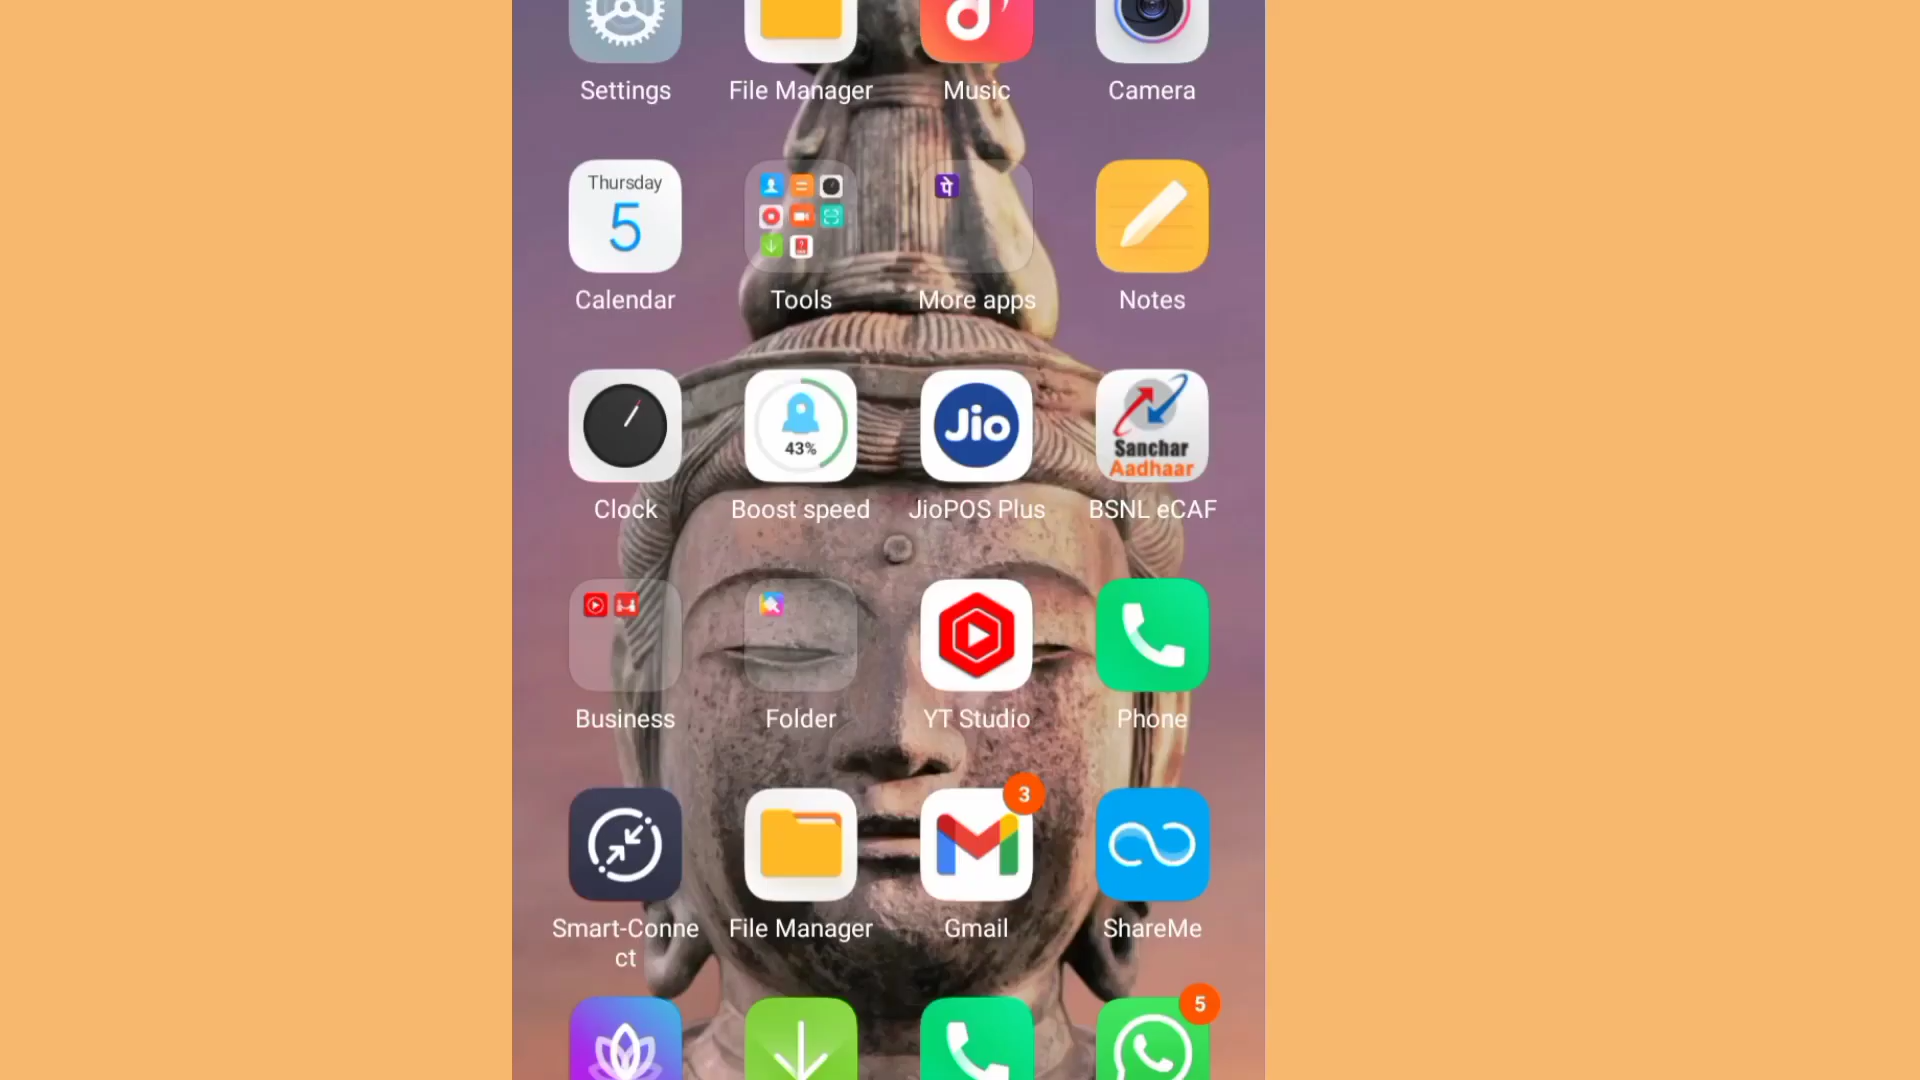 Settings
File Manager
Music
Camera
Thursday
5
पे
Calendar
Tools
More apps
Notes
43%
Jio
Sanchar
Aadhaar
Clock
Boost speed
JioPOS Plus
BSNL eCAF
Business
Folder
YT Studio
Phone
3
Smart-Conne
ct
File Manager
Gmail
ShareMe
5